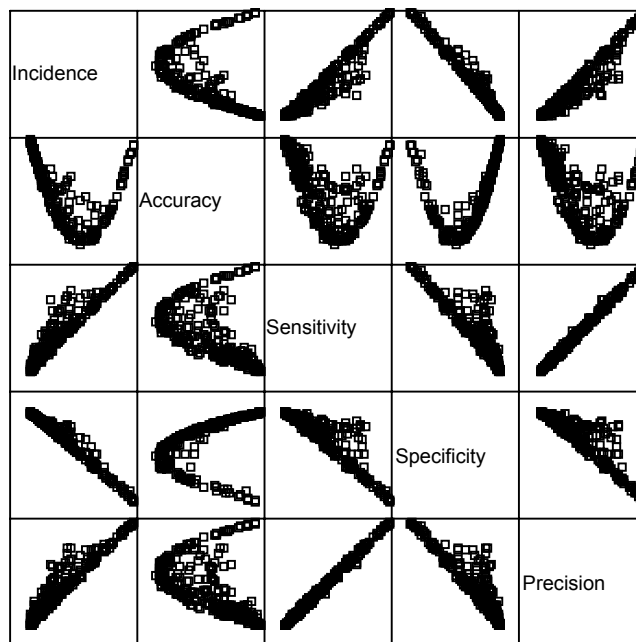 Incidence
Accuracy
Sensitivity
Specificity
Precision